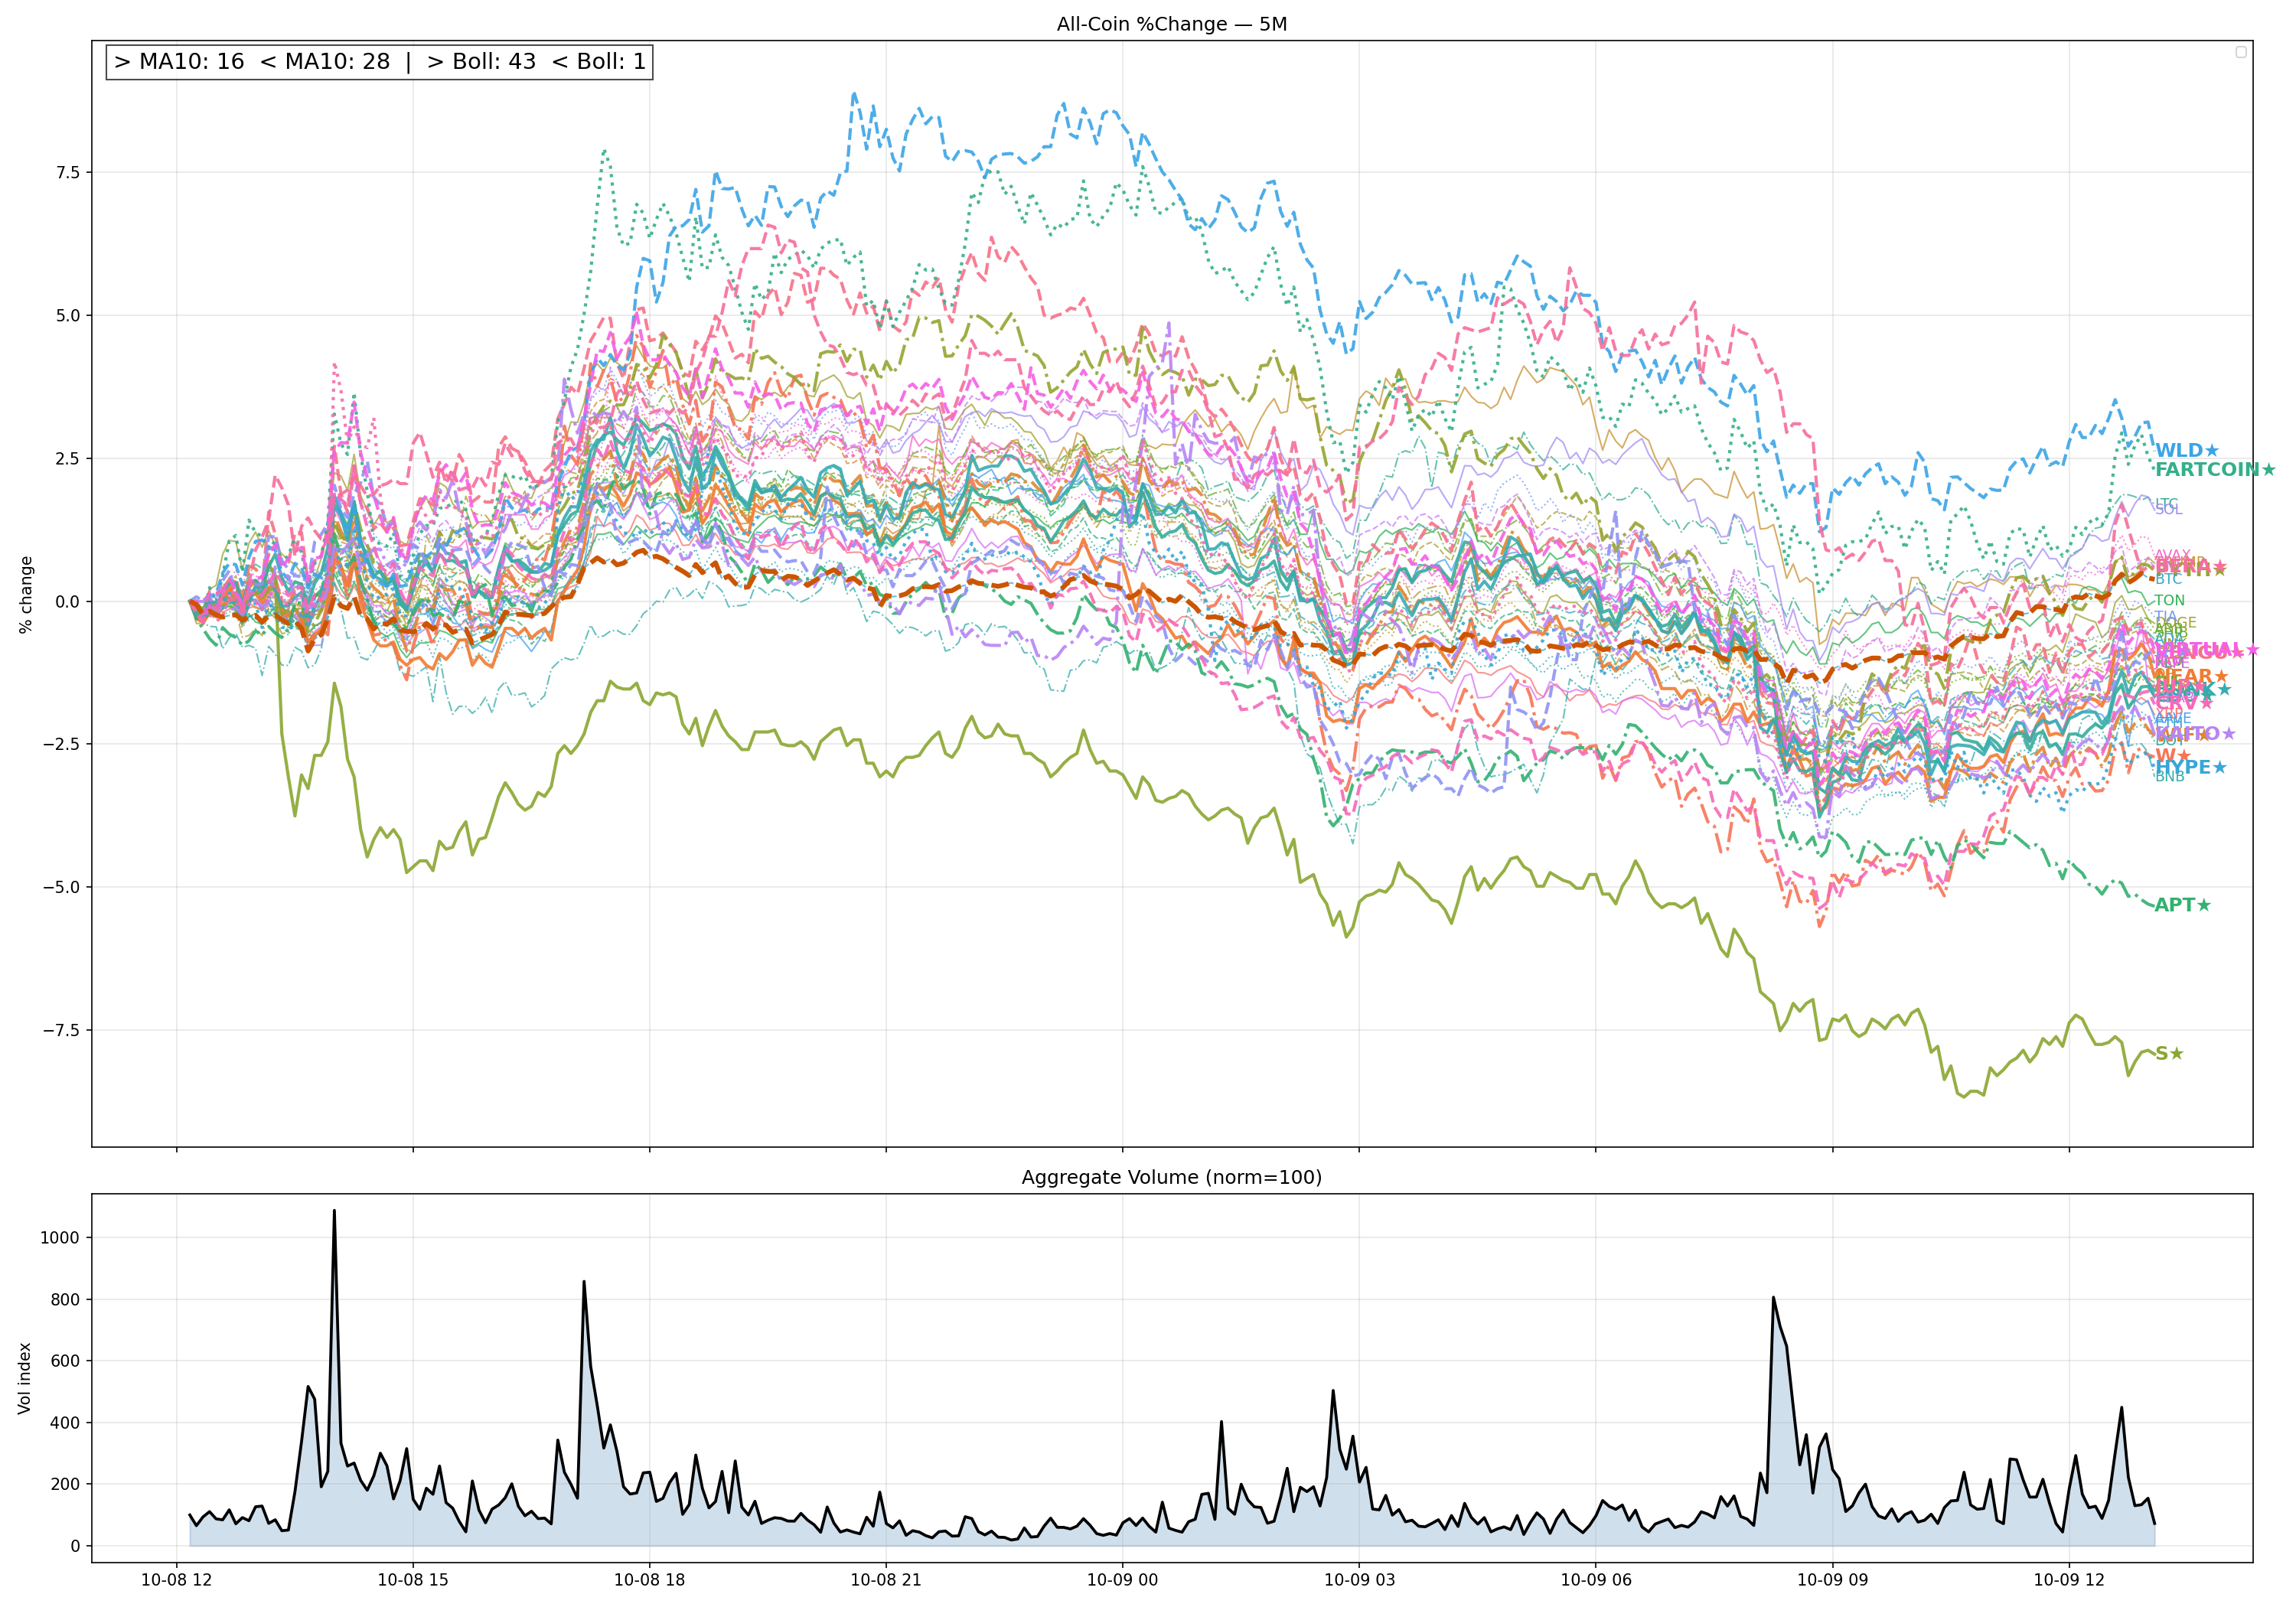 All-Coin %Change — 5M
> MA10: 16  < MA10: 28  |  > Boll: 43  < Boll: 1
% change
7.5
5.0
2.5
0.0
−2.5
−5.0
−7.5
WLD★
FARTCOIN★
LTC
SOL
AVAX
BTC
TON
TIA
DOGE
NEAR★
AAVE
KAITO★
W★
HYPE★
BNB
APT★
S★
Aggregate Volume (norm=100)
Vol index
1000
800
600
400
200
0
10-08 12
10-08 15
10-08 18
10-08 21
10-09 00
10-09 03
10-09 06
10-09 09
10-09 12